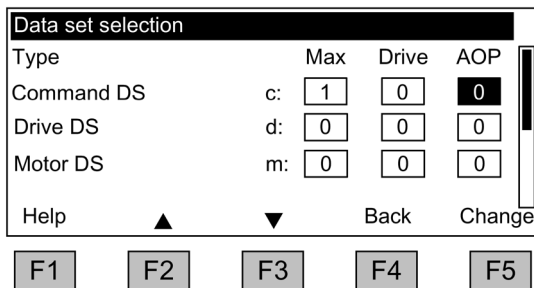 Data set selection
Type Max Drive AOP
Command DS c: 1 0 0
Drive DS d: 0 0 0
Motor DS m: 0 0 0
Help ▲ ▼ Back Change
F1 F2 F3 F4 F5